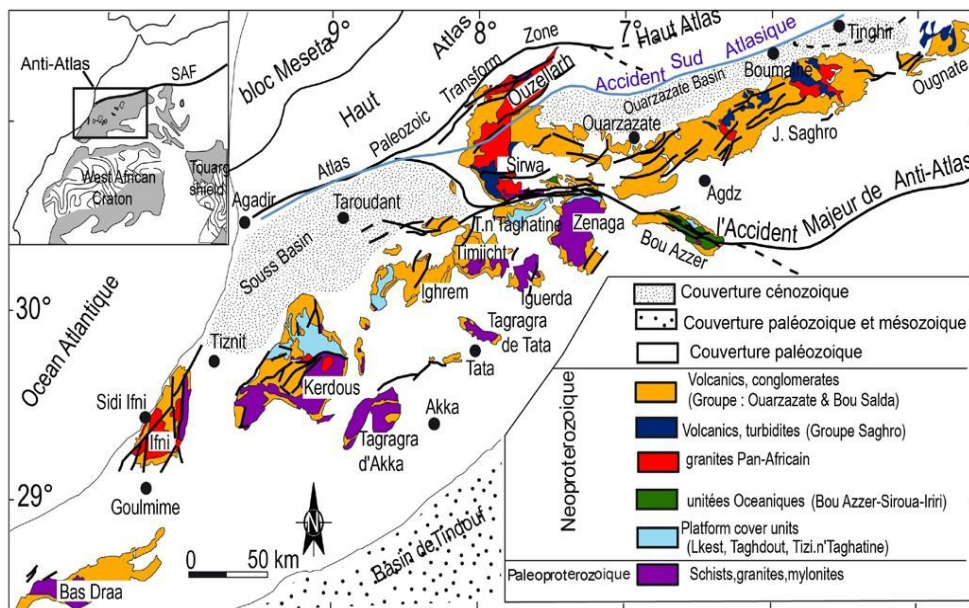 Anti-Atlas
SAF
West African
Craton
Touareg
shield
9°
8°
7°
30°
29°
bloc Meseta
Haut Atlas
Haut Atlas
Atlas Paleozoic Transform Zone
Accident Sud Atlasique
Ouzellarh
Ouarzazate Basin
Tinghir
Boumalne
Ougnate
Ouarzazate
J. Saghro
Sirwa
Agdz
Agadir
Taroudant
Souss Basin
T.n'Taghatine
Zenaga
Bou Azzer
l'Accident Majeur de Anti-Atlas
Timjicht
Ighrem
Iguerda
Ocean Atlantique
Tiznit
Tagragra
de Tata
Tata
Kerdous
Sidi Ifni
Ifni
Akka
Tagragra
d'Akka
Goulmime
N
0 50 km
Bas Draa
Bàsin de Tindouf
Couverture cénozoique
Couverture paléozoique et mésozoique
Couverture paléozoique
Neoproterozoique
Volcanics, conglomerates
(Groupe : Ouarzazate & Bou Salda)
Volcanics, turbidites (Groupe Saghro)
granites Pan-Africain
unitées Oceaniques (Bou Azzer-Siroua-Iriri)
Platform cover units
(Lkest, Taghdout, Tizi.n'Taghatine)
Paleoproterozoique
Schists,granites,mylonites